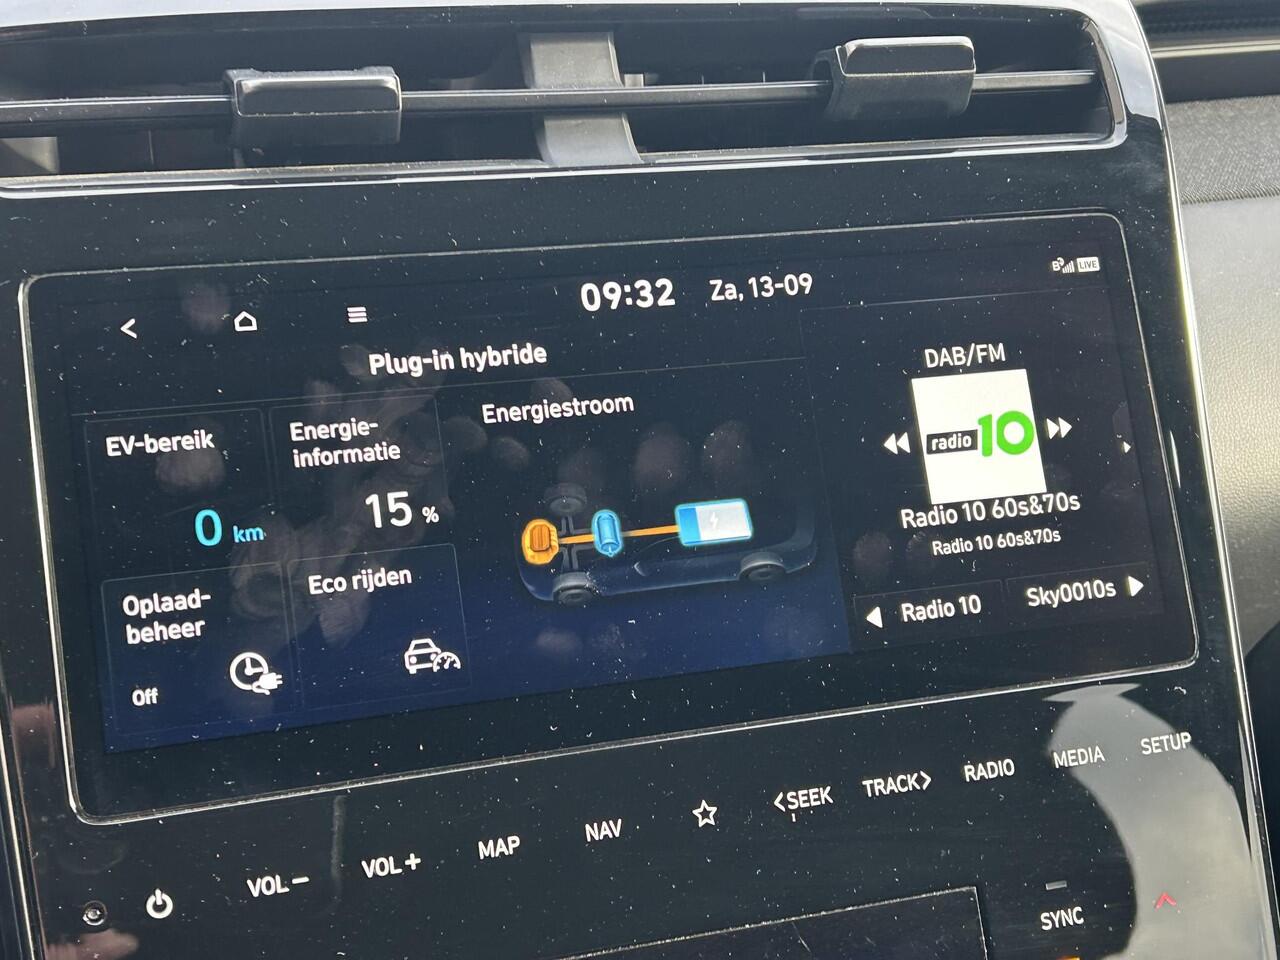 09:32 Za, 13-09
LIVE
Plug-in hybride
EV-bereik
0 km
Energie-
informatie
15 %
Oplaad-
beheer
Off
Eco rijden
Energiestroom
DAB/FM
radio 10
Radio 10 60s&70s
Radio 10 60s&70s
Radio 10
Sky0010s
VOL−
VOL+
MAP
NAV
<SEEK
TRACK>
RADIO
MEDIA
SETUP
SYNC